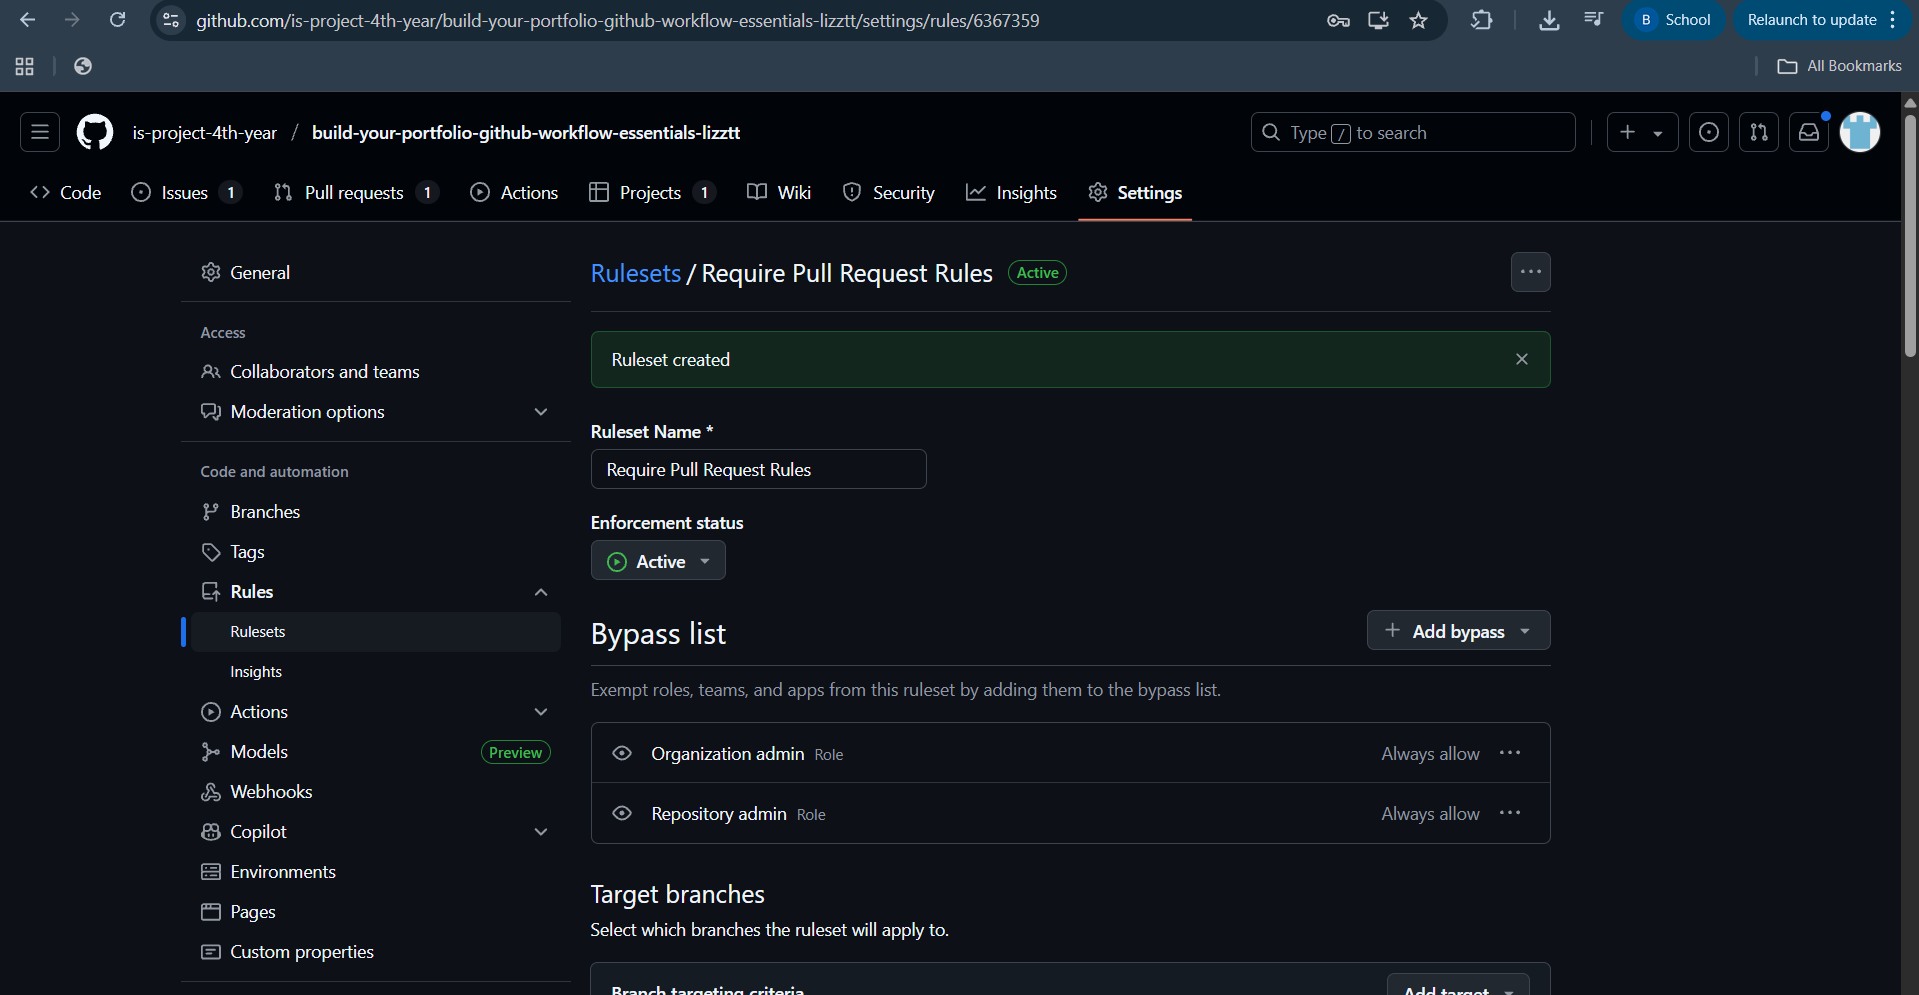 github.com/is-project-4th-year/build-your-portfolio-github-workflow-essentials-lizztt/settings/rules/6367359
B School
Relaunch to update
All Bookmarks
is-project-4th-year / build-your-portfolio-github-workflow-essentials-lizztt
Type / to search
Code
Issues 1
Pull requests 1
Actions
Projects 1
Wiki
Security
Insights
Settings
General
Access
Collaborators and teams
Moderation options
Code and automation
Branches
Tags
Rules
Rulesets
Insights
Actions
Models Preview
Webhooks
Copilot
Environments
Pages
Custom properties
Rulesets / Require Pull Request Rules Active
Ruleset created
Ruleset Name *
Require Pull Request Rules
Enforcement status
Active
Bypass list
Add bypass
Exempt roles, teams, and apps from this ruleset by adding them to the bypass list.
Organization admin Role Always allow
Repository admin Role Always allow
Target branches
Select which branches the ruleset will apply to.
Branch targeting criteria
Add target